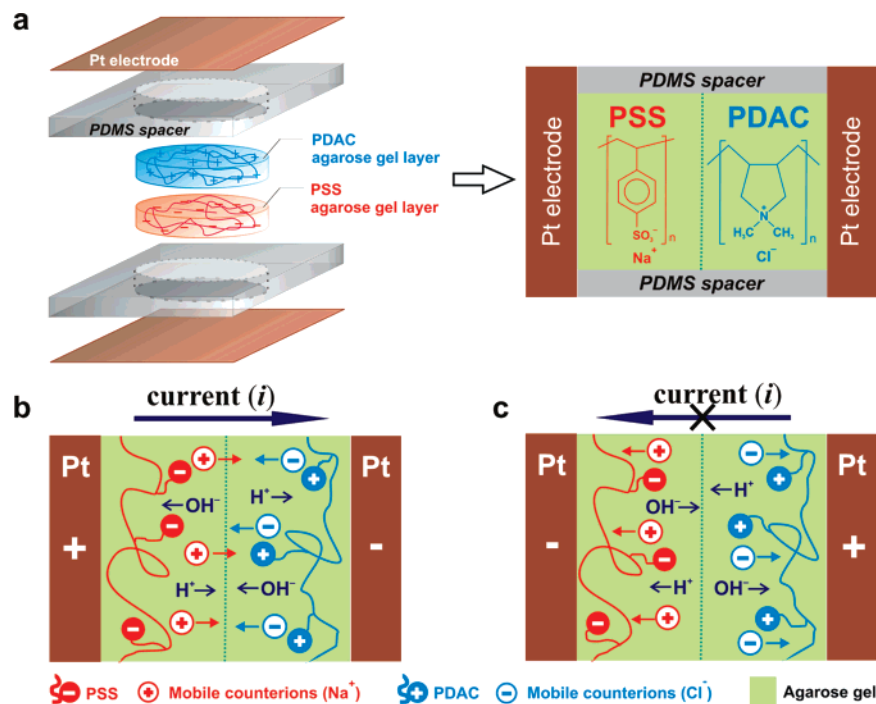 a
Pt electrode
PDMS spacer
PDAC
agarose gel layer
PSS
agarose gel layer
PDMS spacer
Pt electrode
PSS
PDAC
Pt electrode
SO₃⁻
n
Na⁺
N⁺
H₃C
CH₃
n
Cl⁻
PDMS spacer
b
current (i)
Pt
Pt
+
-
OH⁻
H⁺
H⁺
OH⁻
c
current (i)
Pt
Pt
-
+
OH⁻
H⁺
H⁺
OH⁻
PSS
Mobile counterions (Na⁺)
PDAC
Mobile counterions (Cl⁻)
Agarose gel